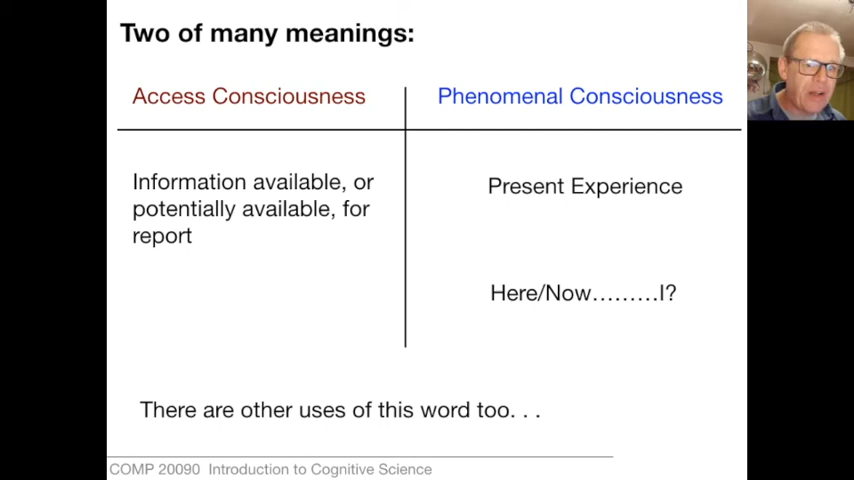 Two of many meanings:
Access Consciousness
Phenomenal Consciousness
Information available, or
potentially available, for
report
Present Experience
Here/Now.........I?
There are other uses of this word too. . .
COMP 20090 Introduction to Cognitive Science